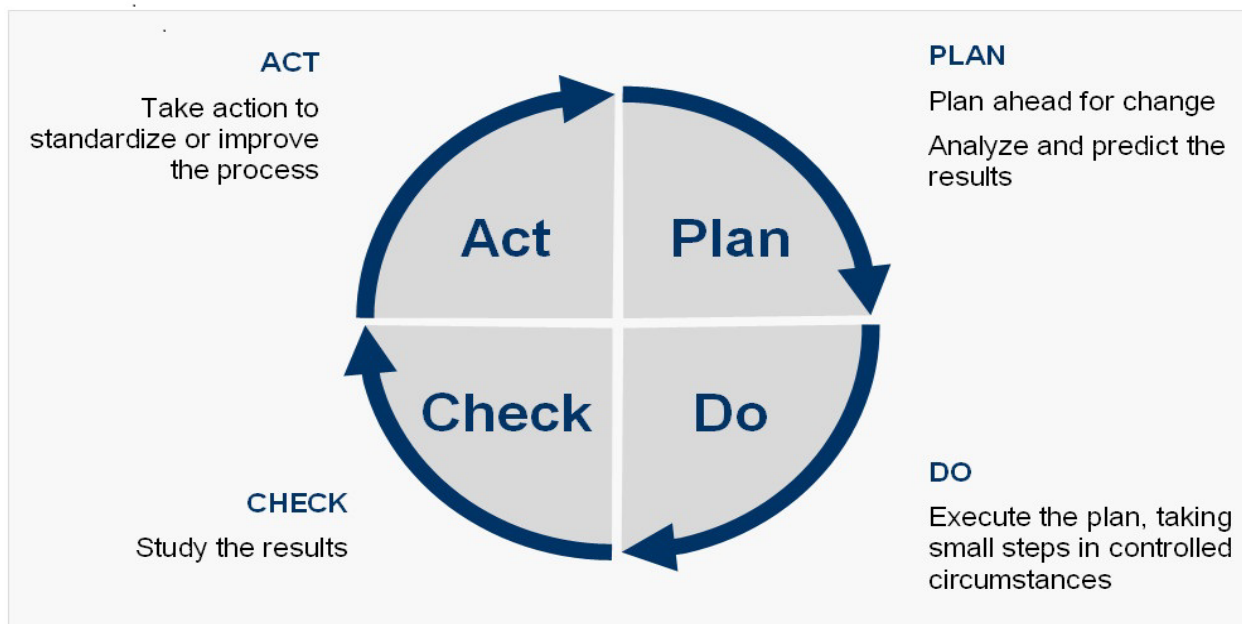 ACT
Take action to
standardize or improve
the process
PLAN
Plan ahead for change
Analyze and predict the
results
Act
Plan
Check
Do
CHECK
Study the results
DO
Execute the plan, taking
small steps in controlled
circumstances